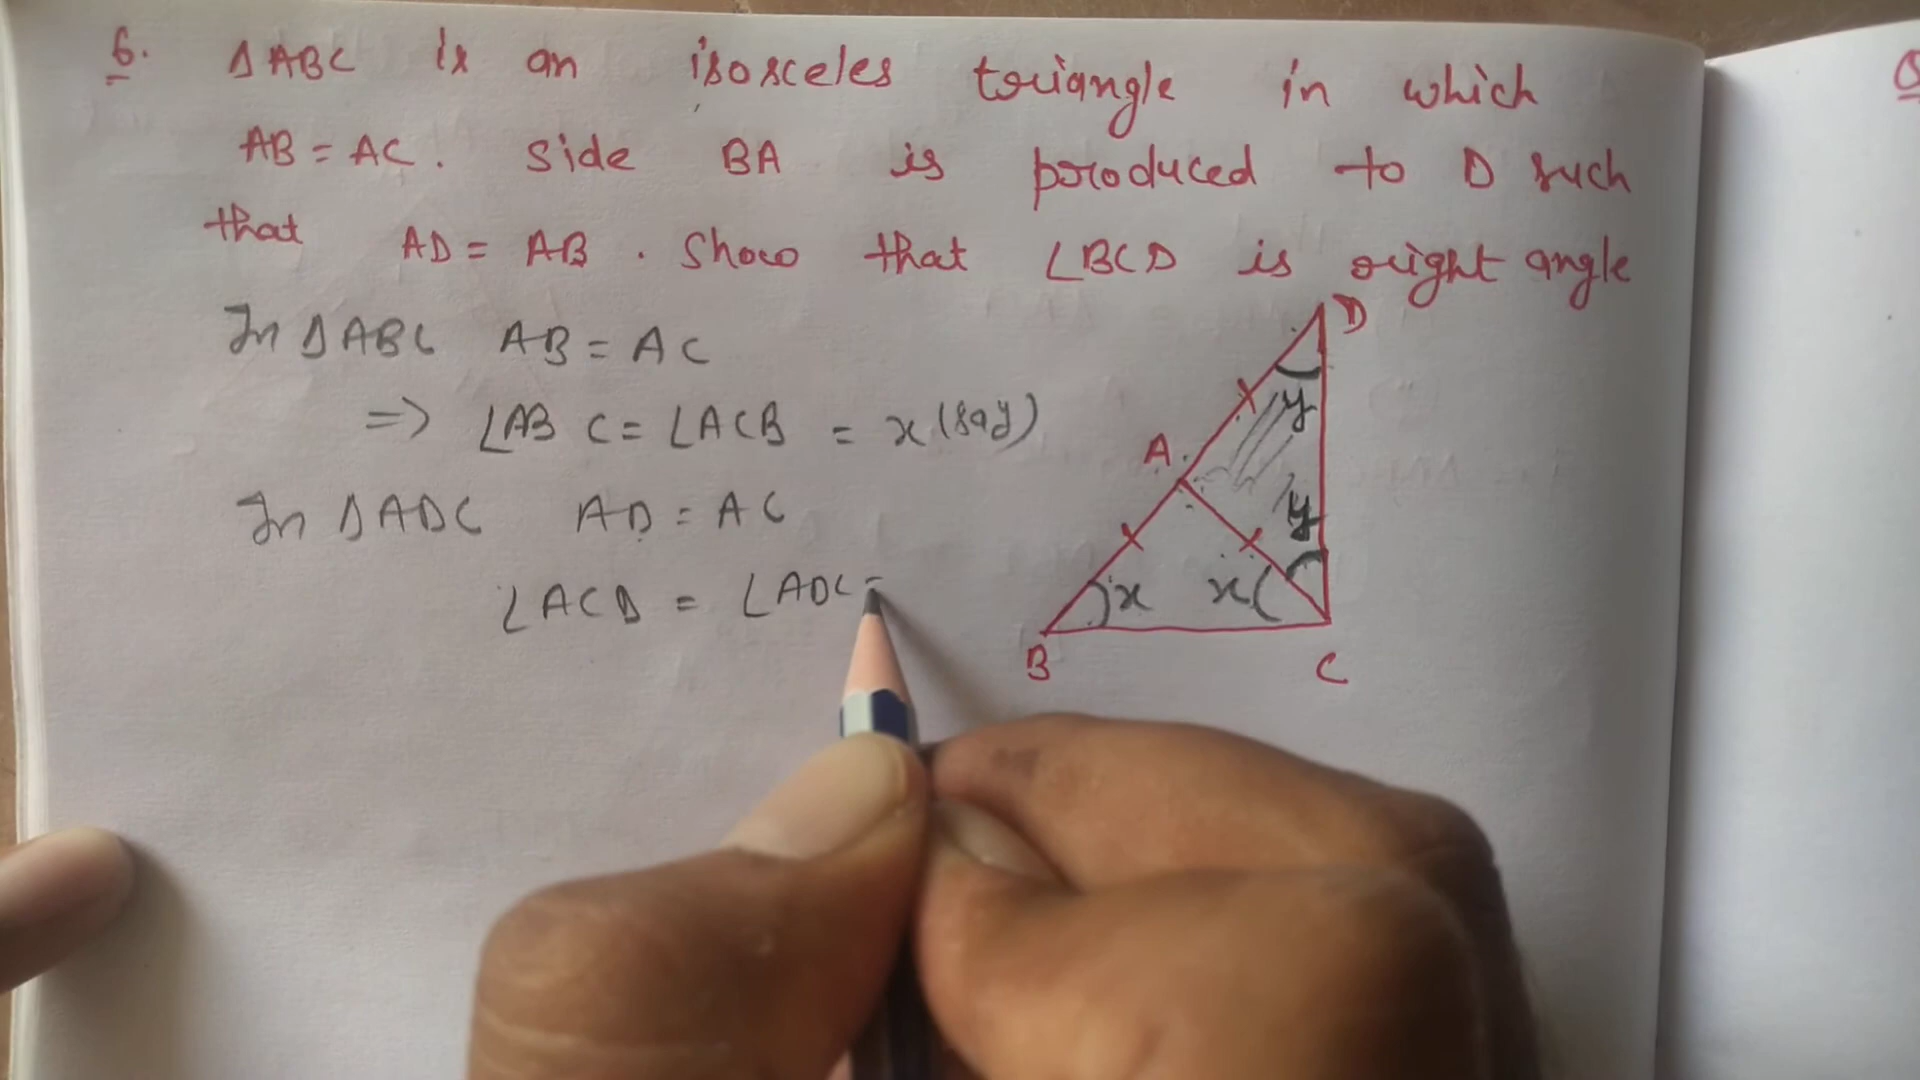 6. ΔABC is an isosceles triangle in which
AB = AC. Side BA is produced to D such
that AD = AB. Show that ∠BCD is right angle
In ΔABC AB = AC
=> ∠ABC = ∠ACB = x (say)
In ΔADC AD = AC
∠ACD = ∠ADC =
D
y
A
y
x x
B C